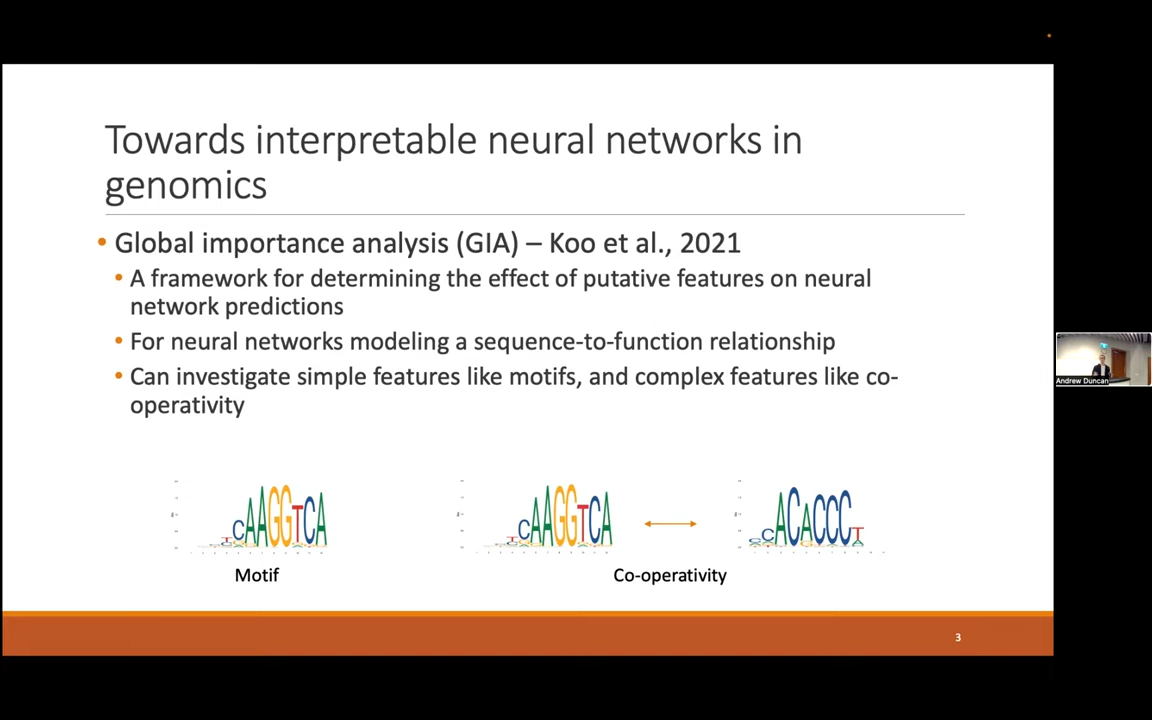 Towards interpretable neural networks in
genomics
• Global importance analysis (GIA) – Koo et al., 2021
• A framework for determining the effect of putative features on neural
network predictions
• For neural networks modeling a sequence-to-function relationship
• Can investigate simple features like motifs, and complex features like co-
operativity
CAAGGTCA
CAAGGTCA
CACACCCT
Motif
Co-operativity
3
Andrew Duncan